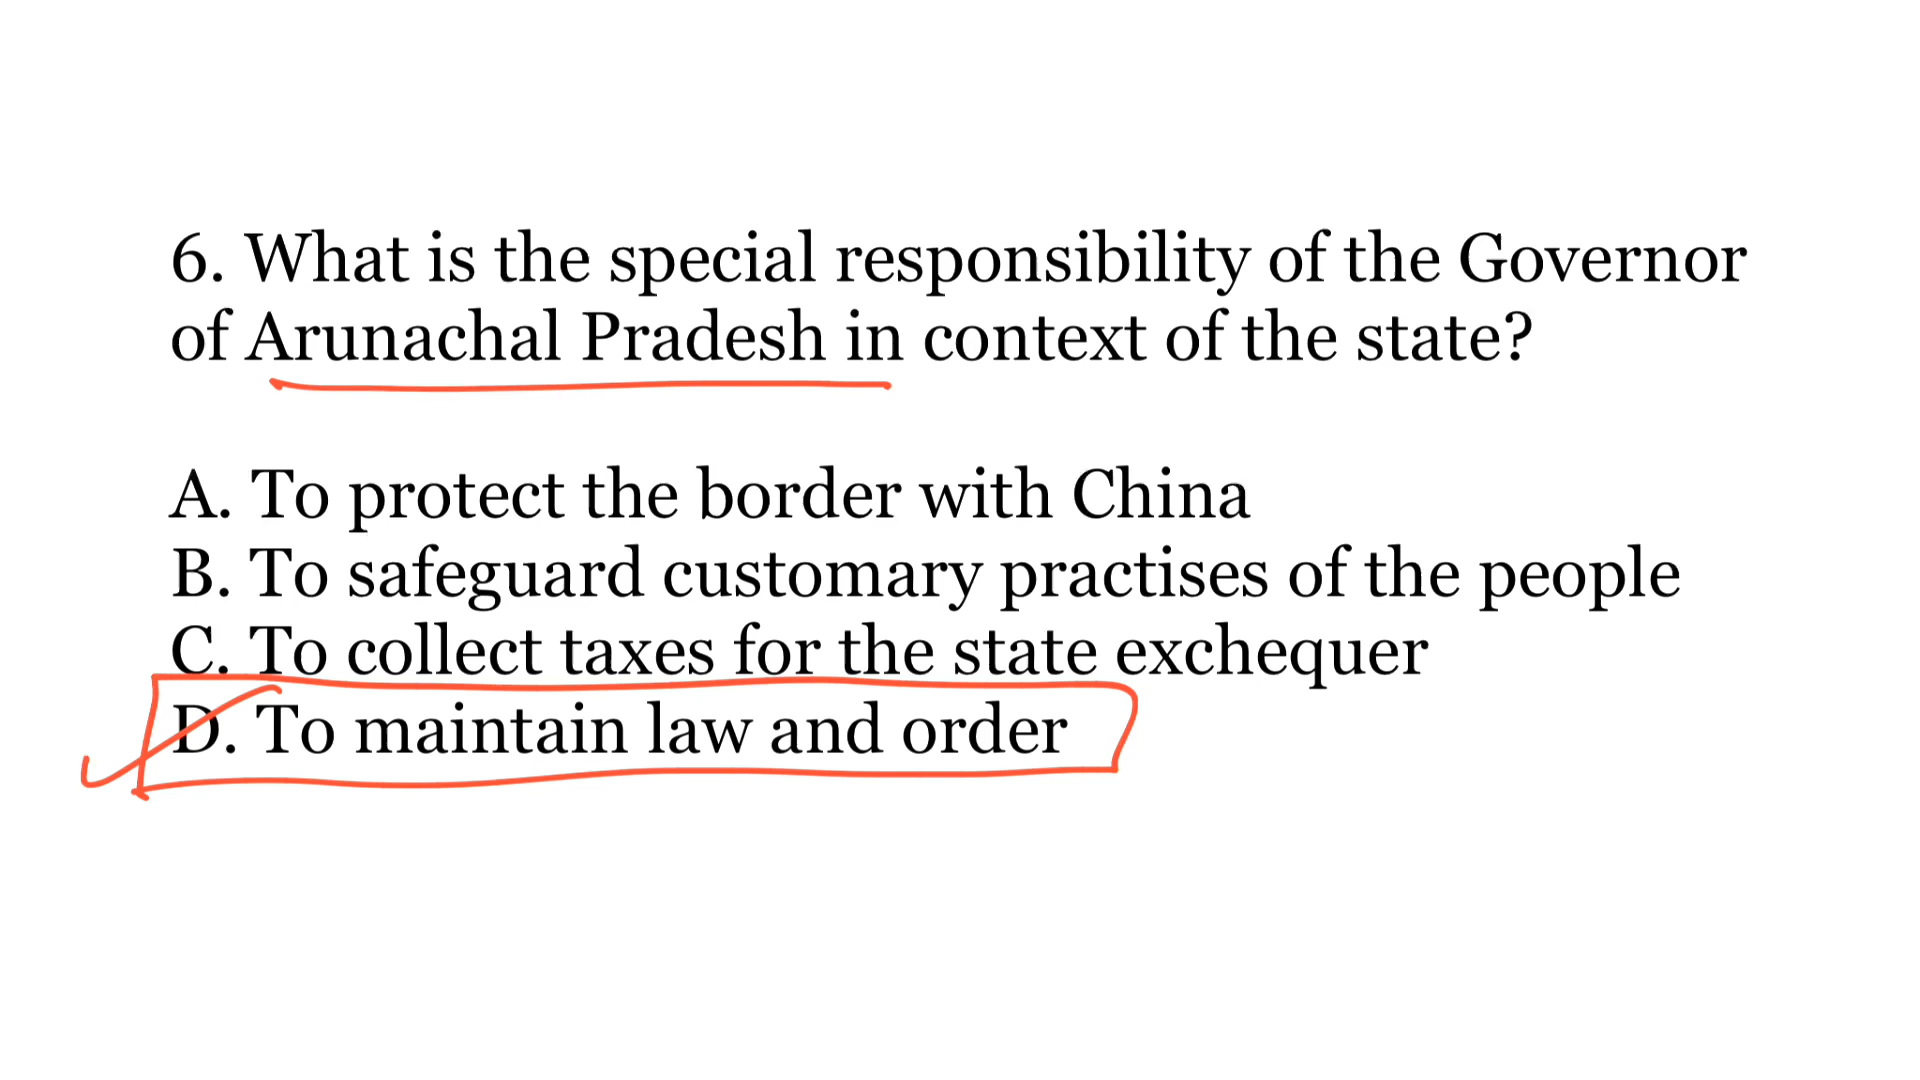 6. What is the special responsibility of the Governor
of Arunachal Pradesh in context of the state?
A. To protect the border with China
B. To safeguard customary practises of the people
C. To collect taxes for the state exchequer
D. To maintain law and order